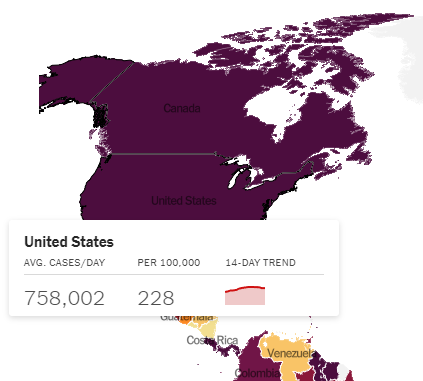 Canada
United States
United States
AVG. CASES/DAY PER 100,000 14-DAY TREND
758,002 228
Guatemala
Costa Rica
Venezuela
Colombia